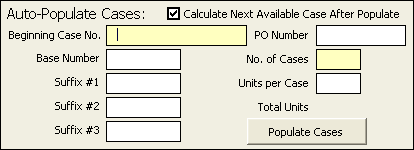 Auto-Populate Cases: Calculate Next Available Case After Populate
Beginning Case No. PO Number
Base Number No. of Cases
Suffix #1 Units per Case
Suffix #2 Total Units
Suffix #3 Populate Cases